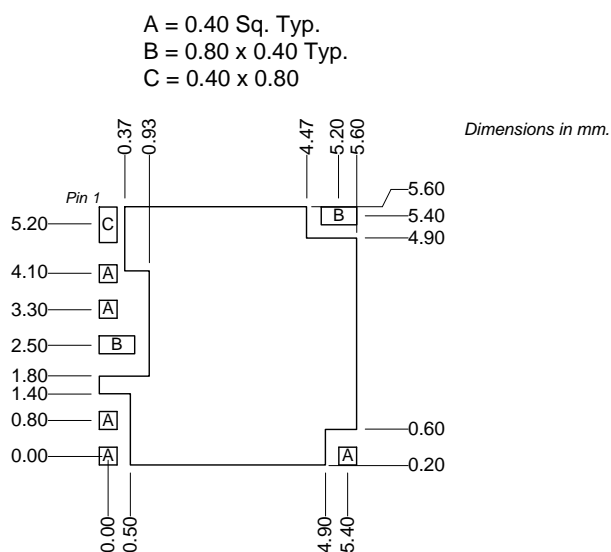 A = 0.40 Sq. Typ.
B = 0.80 x 0.40 Typ.
C = 0.40 x 0.80
Dimensions in mm.
0.37
0.93
4.47
5.20
5.60
Pin 1
5.60
5.20
C
B
5.40
4.90
4.10
A
3.30
A
2.50
B
1.80
1.40
0.80
A
0.60
0.00
A
A
0.20
0.00
0.50
4.90
5.40